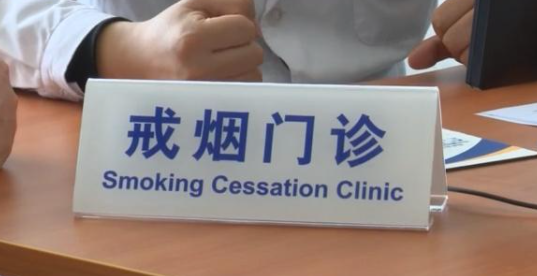 戒烟门诊
Smoking Cessation Clinic